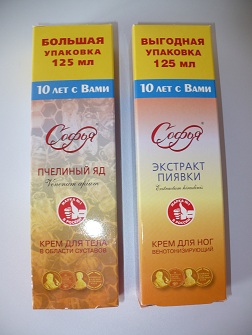 БОЛЬШАЯ
УПАКОВКА
125 МЛ
10 ЛЕТ с Вами
Софья
ПЧЕЛИНЫЙ ЯД
КРЕМ ДЛЯ ТЕЛА
В ОБЛАСТИ СУСТАВОВ
ВЫГОДНАЯ
УПАКОВКА
125 МЛ
10 ЛЕТ с Вами
Софья
ЭКСТРАКТ
ПИЯВКИ
КРЕМ ДЛЯ НОГ
ВЕНОТОНИЗИРУЮЩИЙ